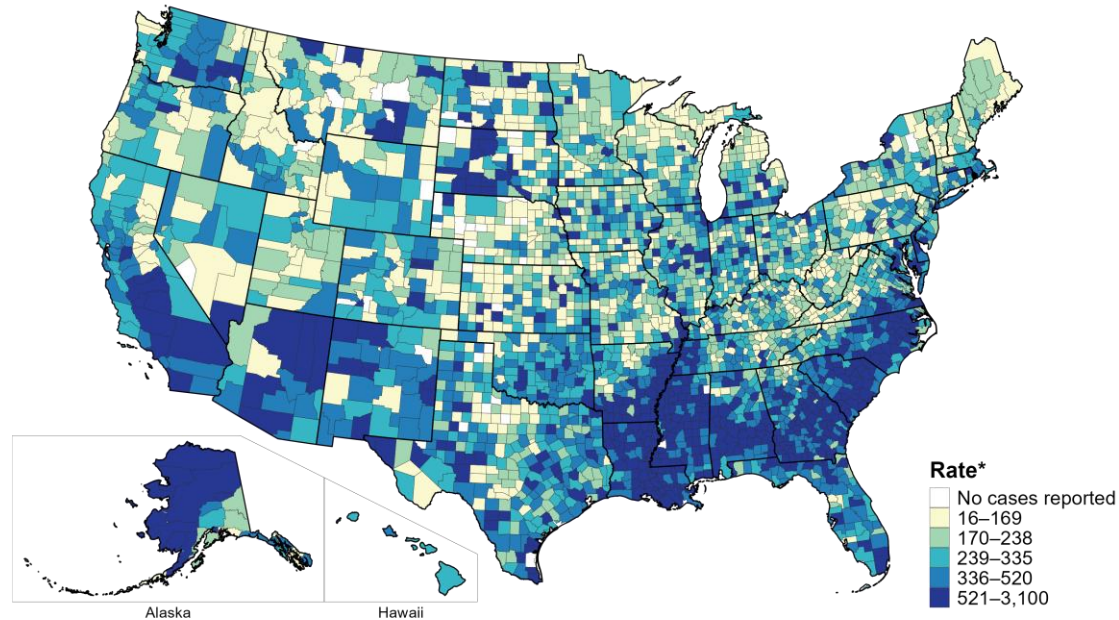 Rate*
No cases reported
16–169
170–238
239–335
336–520
521–3,100
Alaska
Hawaii